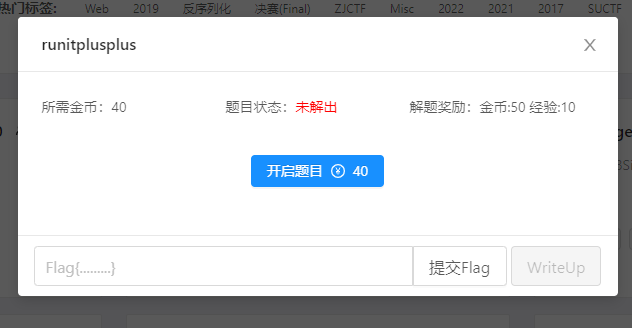 热门标签: Web 2019 反序列化 决赛(Final) ZJCTF Misc 2022 2021 2017 SUCTF
runitplusplus X
所需金币：40 题目状态：未解出 解题奖励：金币:50 经验:10
开启题目 ¥ 40
Flag{.........} 提交Flag WriteUp